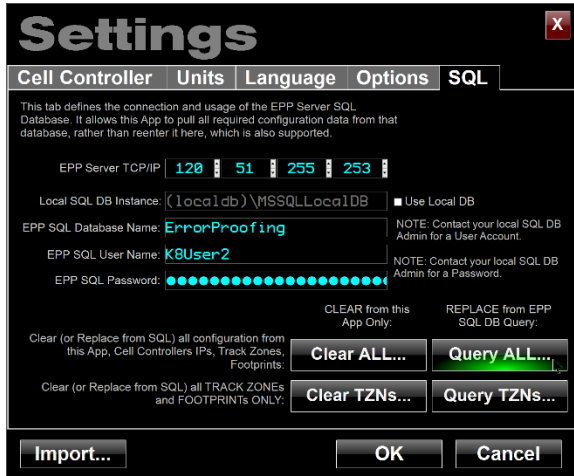 Settings
X
Cell Controller Units Language Options SQL
This tab defines the connection and usage of the EPP Server SQL
Database. It allows this App to pull all required configuration data from that
database, rather than reenter it here, which is also supported.
EPP Server TCP/IP 120 51 255 253
Local SQL DB Instance: (localdb)\MSSQLLocalDB Use Local DB
EPP SQL Database Name: ErrorProofing
NOTE: Contact your local SQL DB
Admin for a User Account.
EPP SQL User Name: K8User2
NOTE: Contact your local SQL DB
Admin for a Password.
EPP SQL Password: ●●●●●●●●●●●●●●●●●●●●●
CLEAR from this
App Only:
REPLACE from EPP
SQL DB Query:
Clear (or Replace from SQL) all configuration from
this App, Cell Controllers IPs, Track Zones,
Footprints:
Clear ALL... Query ALL...
Clear (or Replace from SQL) all TRACK ZONEs
and FOOTPRINTs ONLY:
Clear TZNs... Query TZNs...
Import... OK Cancel